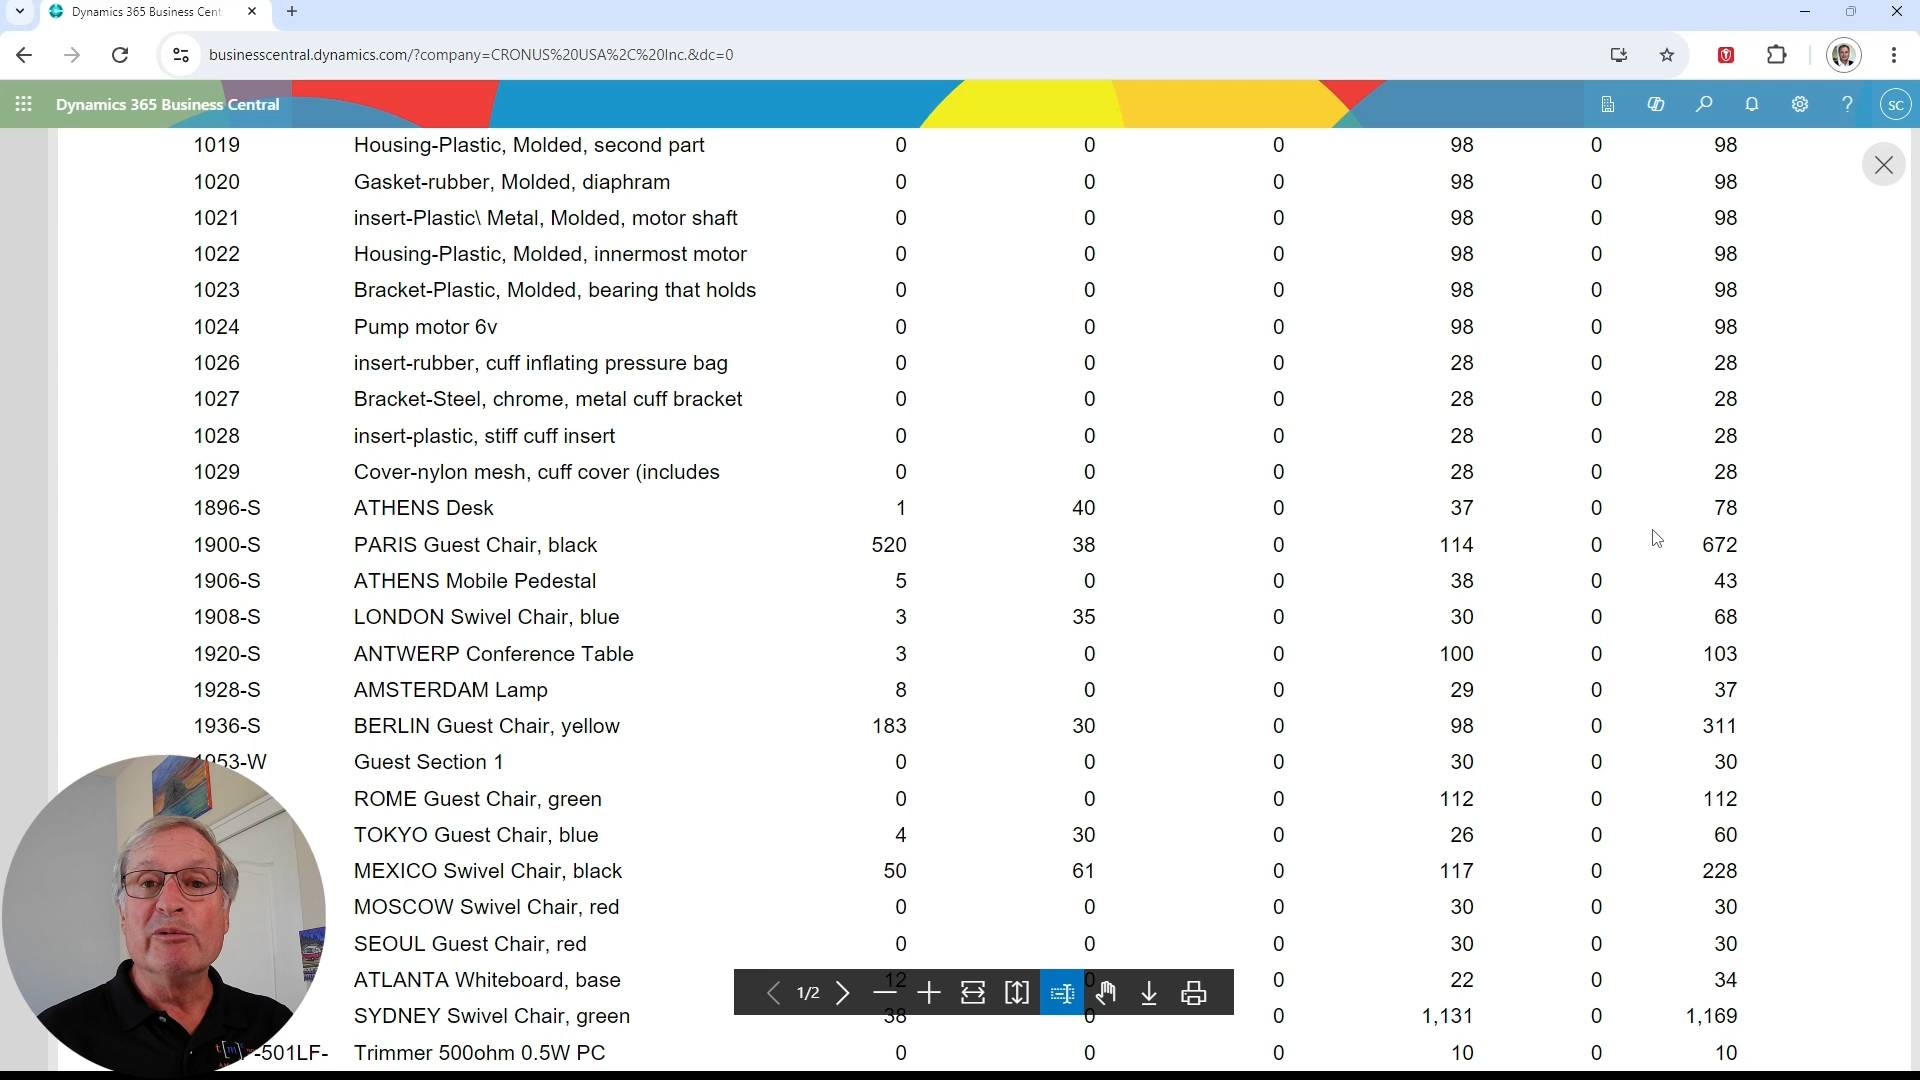 Dynamics 365 Business Cent
businesscentral.dynamics.com/?company=CRONUS%20USA%2C%20Inc.&dc=0
Dynamics 365 Business Central
SC
1019 Housing-Plastic, Molded, second part 0 0 0 98 0 98
1020 Gasket-rubber, Molded, diaphram 0 0 0 98 0 98
1021 insert-Plastic\ Metal, Molded, motor shaft 0 0 0 98 0 98
1022 Housing-Plastic, Molded, innermost motor 0 0 0 98 0 98
1023 Bracket-Plastic, Molded, bearing that holds 0 0 0 98 0 98
1024 Pump motor 6v 0 0 0 98 0 98
1026 insert-rubber, cuff inflating pressure bag 0 0 0 28 0 28
1027 Bracket-Steel, chrome, metal cuff bracket 0 0 0 28 0 28
1028 insert-plastic, stiff cuff insert 0 0 0 28 0 28
1029 Cover-nylon mesh, cuff cover (includes 0 0 0 28 0 28
1896-S ATHENS Desk 1 40 0 37 0 78
1900-S PARIS Guest Chair, black 520 38 0 114 0 672
1906-S ATHENS Mobile Pedestal 5 0 0 38 0 43
1908-S LONDON Swivel Chair, blue 3 35 0 30 0 68
1920-S ANTWERP Conference Table 3 0 0 100 0 103
1928-S AMSTERDAM Lamp 8 0 0 29 0 37
1936-S BERLIN Guest Chair, yellow 183 30 0 98 0 311
1953-W Guest Section 1 0 0 0 30 0 30
ROME Guest Chair, green 0 0 0 112 0 112
TOKYO Guest Chair, blue 4 30 0 26 0 60
MEXICO Swivel Chair, black 50 61 0 117 0 228
MOSCOW Swivel Chair, red 0 0 0 30 0 30
SEOUL Guest Chair, red 0 0 0 30 0 30
ATLANTA Whiteboard, base 12 0 0 22 0 34
1/2
SYDNEY Swivel Chair, green 38 0 0 1,131 0 1,169
-501LF- Trimmer 500ohm 0.5W PC 0 0 0 10 0 10